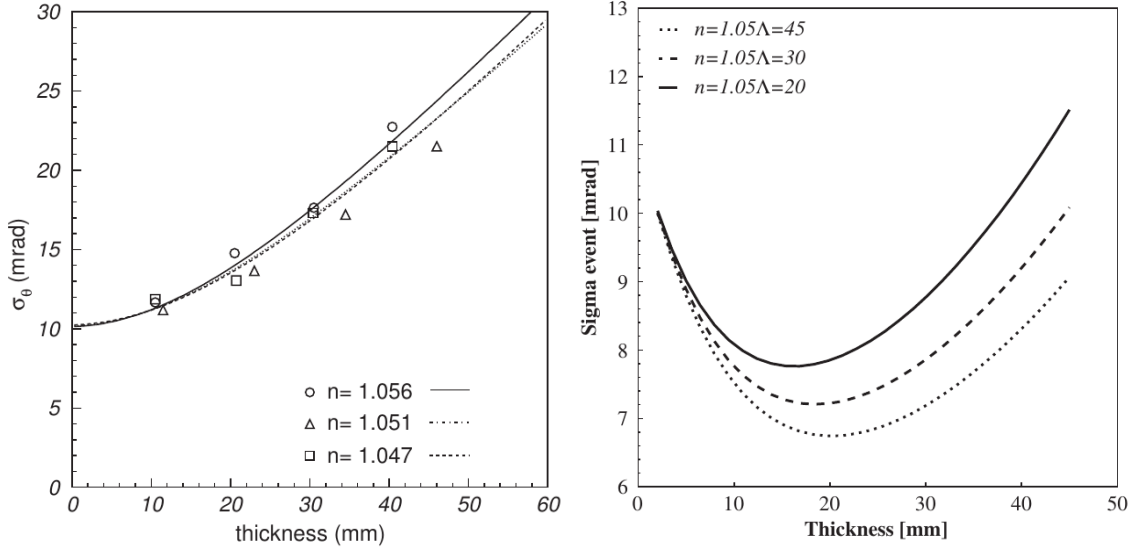 30
25
20
15
10
5
0
σθ (mrad)
n= 1.056
n= 1.051
n= 1.047
0 10 20 30 40 50 60
thickness (mm)
13
12
11
10
9
8
7
6
Sigma event [mrad]
n=1.05Λ=45
n=1.05Λ=30
n=1.05Λ=20
0 10 20 30 40 50
Thickness [mm]